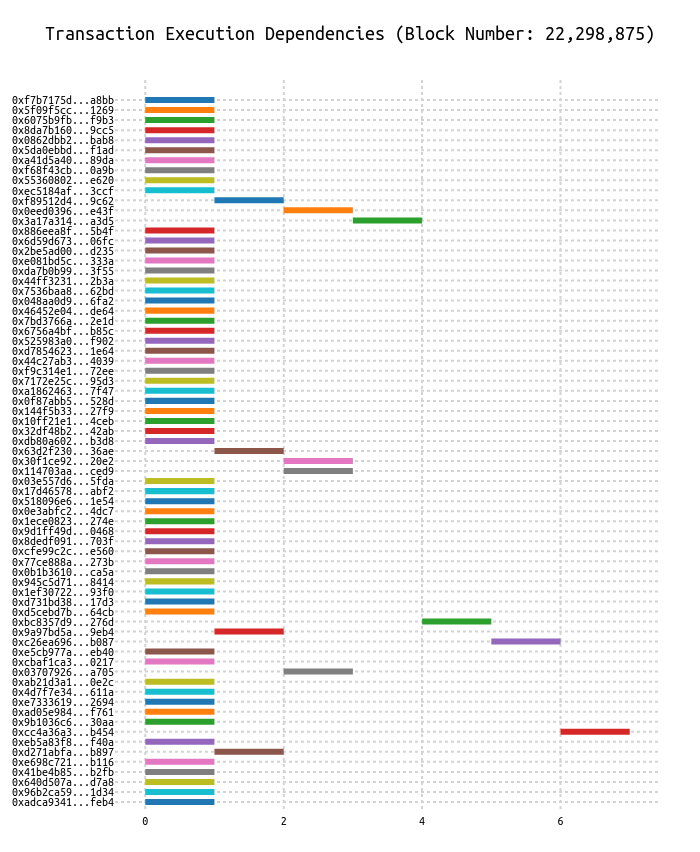 Transaction Execution Dependencies (Block Number: 22,298,875)
0xf7b7175d...a8bb
0x5f09f5cc...1269
0x6075b9fb...f9b3
0x8da7b160...9cc5
0x0862dbb2...bab8
0x5da0ebbd...f1ad
0xa41d5a40...89da
0xf68f43cb...0a9b
0x55360802...e620
0xec5184af...3ccf
0xf89512d4...9c62
0x0eed0396...e43f
0x3a17a314...a3d5
0x886eea8f...5b4f
0x6d59d673...06fc
0x2be5ad00...d235
0xe081bd5c...333a
0xda7b0b99...3f55
0x44ff3231...2b3a
0x7536baa8...62bd
0x048aa0d9...6fa2
0x46452e04...de64
0x7bd3766a...2e1d
0x6756a4bf...b85c
0x525983a0...f902
0xd7854623...1e64
0x44c27ab3...4039
0xf9c314e1...72ee
0x7172e25c...95d3
0xa1862463...7f47
0x0f87abb5...528d
0x144f5b33...27f9
0x10ff21e1...4ceb
0x32df48b2...42ab
0xdb80a602...b3d8
0x63d2f230...36ae
0x30f1ce92...20e2
0x114703aa...ced9
0x03e557d6...5fda
0x17d46578...abf2
0x518096e6...1e54
0x0e3abfc2...4dc7
0x1ece0823...274e
0x9d1ff49d...0468
0x8dedf091...703f
0xcfe99c2c...e560
0x77ce888a...273b
0x0b1b3610...ca5a
0x945c5d71...8414
0x1ef30722...93f0
0xd731bd38...17d3
0xd5cebd7b...64cb
0xbc8357d9...276d
0x9a97bd5a...9eb4
0xc26ea696...b087
0xe5cb977a...eb40
0xcbaf1ca3...0217
0x03707926...a705
0xab21d3a1...0e2c
0x4d7f7e34...611a
0xe7333619...2694
0xad05e984...f761
0x9b1036c6...30aa
0xcc4a36a3...b454
0xeb5a83f8...f40a
0xd271abfa...b897
0xe698c721...b116
0x41be4b85...b2fb
0x640d507a...d7a8
0x96b2ca59...1d34
0xadca9341...feb4
0 2 4 6